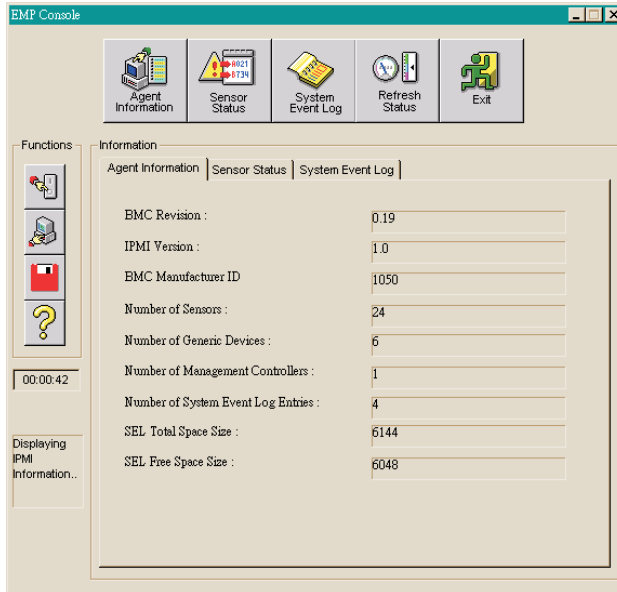 EMP Console
Agent
Information
Sensor
Status
System
Event Log
Refresh
Status
Exit
Functions
Information
Agent Information
Sensor Status
System Event Log
BMC Revision :
0.19
IPMI Version :
1.0
BMC Manufacturer ID
1050
Number of Sensors :
24
Number of Generic Devices :
6
Number of Management Controllers :
1
Number of System Event Log Entries :
4
SEL Total Space Size :
6144
SEL Free Space Size :
6048
00:00:42
Displaying
IPMI
Information..